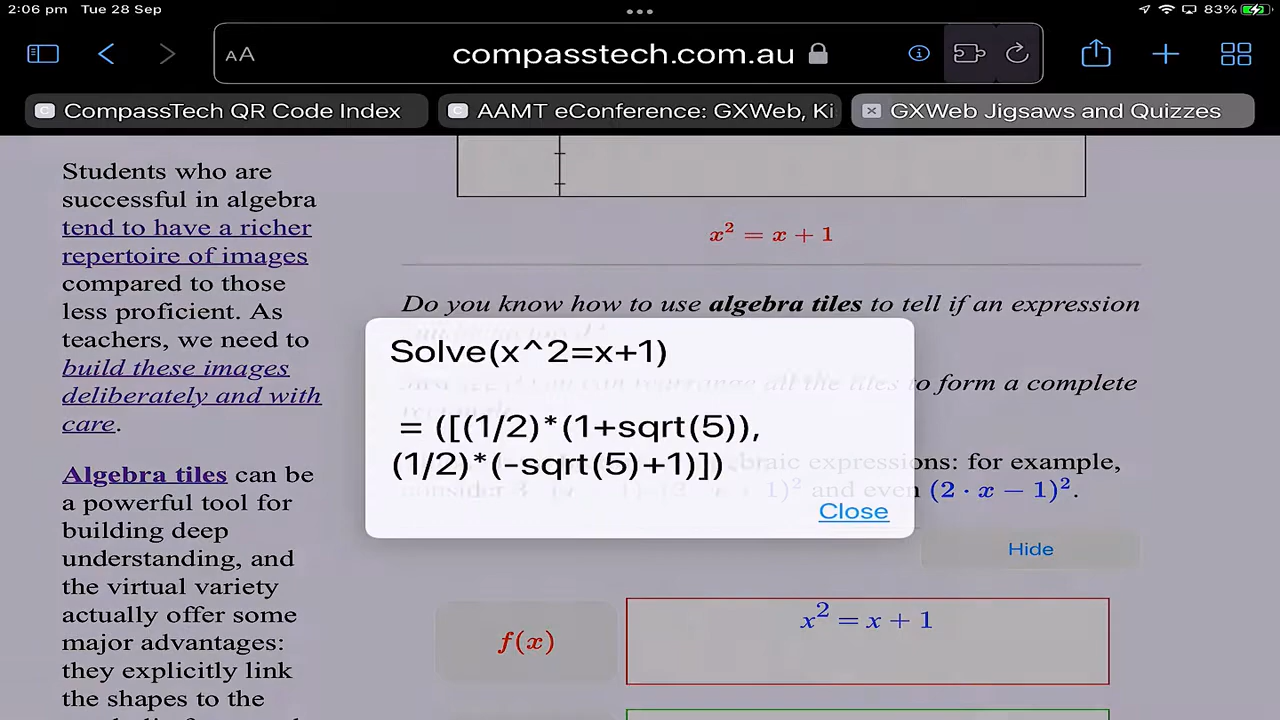 2:06 pm Tue 28 Sep
83%
AA compasstech.com.au
CompassTech QR Code Index
AAMT eConference: GXWeb, Ki
GXWeb Jigsaws and Quizzes
Students who are
successful in algebra
tend to have a richer
repertoire of images
compared to those
less proficient. As
teachers, we need to
build these images
deliberately and with
care.
Algebra tiles can be
a powerful tool for
building deep
understanding, and
the virtual variety
actually offer some
major advantages:
they explicitly link
the shapes to the
x² = x + 1
Do you know how to use algebra tiles to tell if an expression
rearrange all the tiles to form a complete
algebraic expressions: for example,
and even (2 · x − 1)².
Solve(x^2=x+1)
= ([(1/2)*(1+sqrt(5)),
(1/2)*(-sqrt(5)+1)])
Close
Hide
f(x)
x² = x + 1